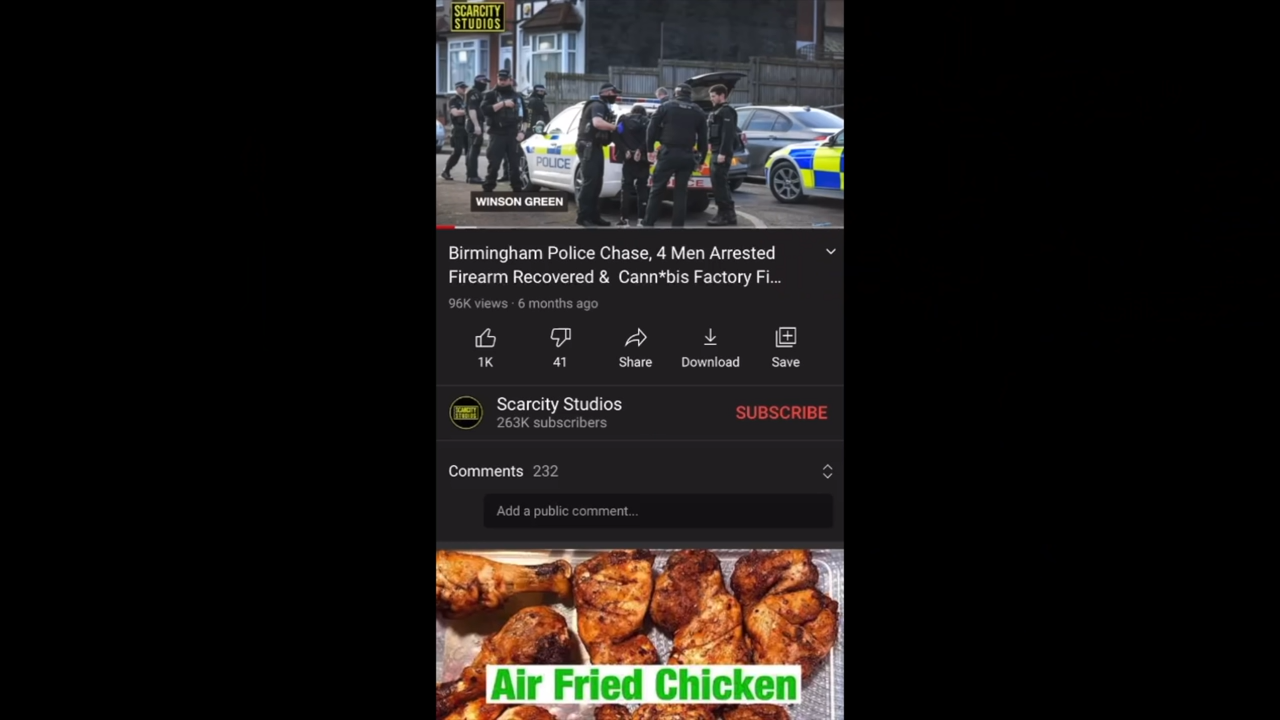 SCARCITY
STUDIOS
POLICE
WINSON GREEN
Birmingham Police Chase, 4 Men Arrested
Firearm Recovered & Cann*bis Factory Fi...
96K views · 6 months ago
1K
41
Share
Download
Save
SCARCITY
STUDIOS
Scarcity Studios
263K subscribers
SUBSCRIBE
Comments 232
Add a public comment...
Air Fried Chicken